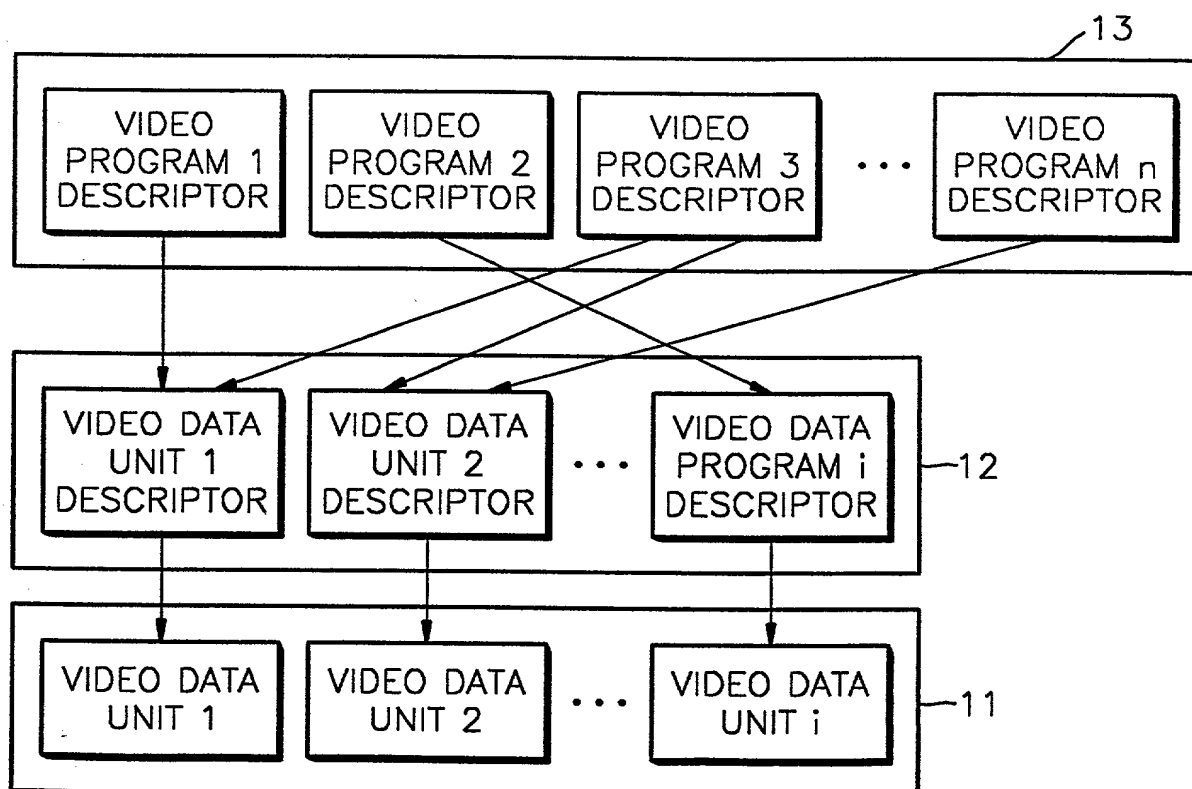 13
VIDEO
PROGRAM 1
DESCRIPTOR
VIDEO
PROGRAM 2
DESCRIPTOR
VIDEO
PROGRAM 3
DESCRIPTOR
•••
VIDEO
PROGRAM n
DESCRIPTOR
VIDEO DATA
UNIT 1
DESCRIPTOR
VIDEO DATA
UNIT 2
DESCRIPTOR
•••
VIDEO DATA
PROGRAM i
DESCRIPTOR
12
VIDEO DATA
UNIT 1
VIDEO DATA
UNIT 2
•••
VIDEO DATA
UNIT i
11